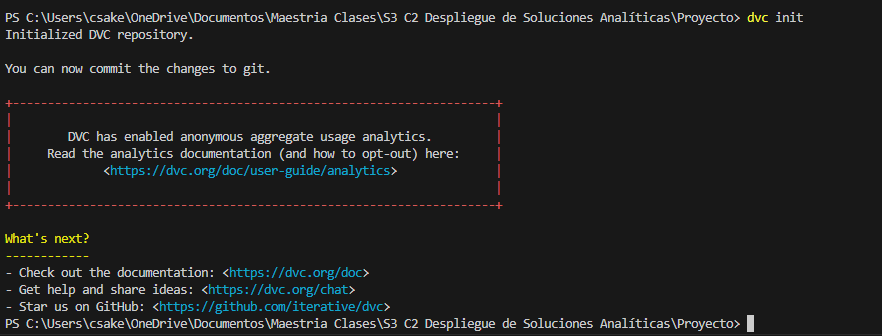 PS C:\Users\csake\OneDrive\Documentos\Maestria Clases\S3 C2 Despliegue de Soluciones Analíticas\Proyecto> dvc init
Initialized DVC repository.
You can now commit the changes to git.
DVC has enabled anonymous aggregate usage analytics.
Read the analytics documentation (and how to opt-out) here:
<https://dvc.org/doc/user-guide/analytics>
What's next?
------------
- Check out the documentation: <https://dvc.org/doc>
- Get help and share ideas: <https://dvc.org/chat>
- Star us on GitHub: <https://github.com/iterative/dvc>
PS C:\Users\csake\OneDrive\Documentos\Maestria Clases\S3 C2 Despliegue de Soluciones Analíticas\Proyecto>